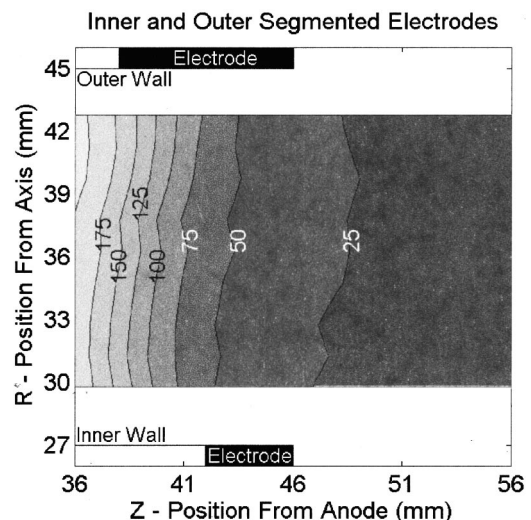 Inner and Outer Segmented Electrodes
45
Electrode
Outer Wall
42
39
36
33
30
27
R - Position From Axis (mm)
175
150
125
100
75
50
25
Inner Wall
Electrode
36 41 46 51 56
Z - Position From Anode (mm)